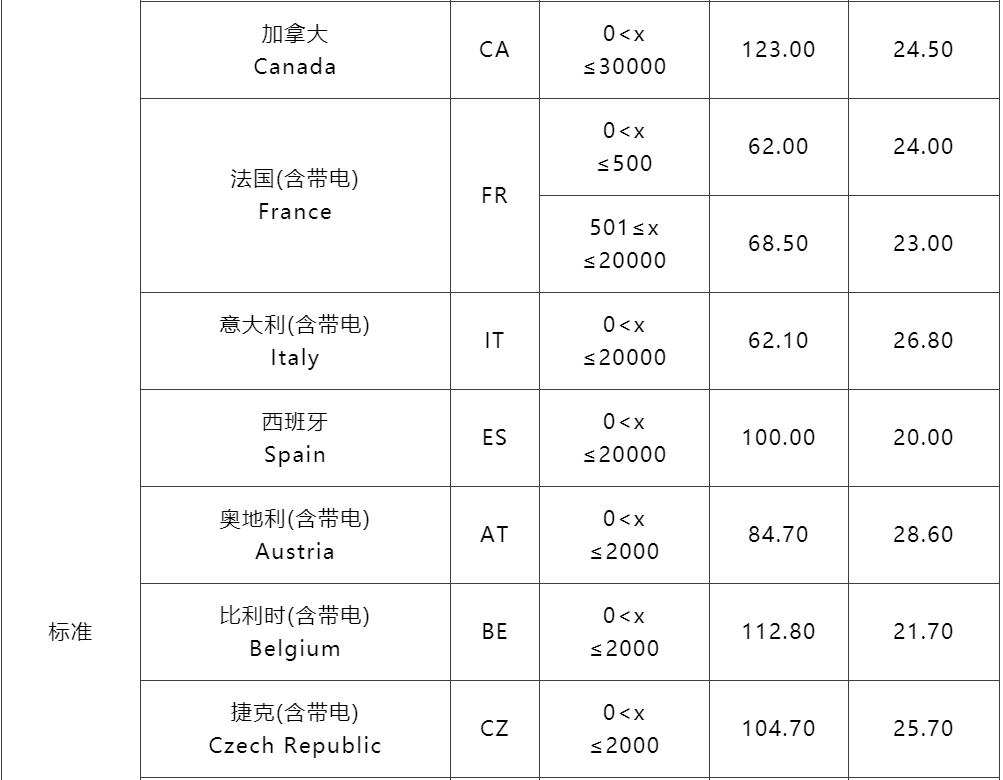 加拿大
Canada
CA
0<x
≤30000
123.00
24.50
法国(含带电)
France
FR
0<x
≤500
62.00
24.00
501≤x
≤20000
68.50
23.00
意大利(含带电)
Italy
IT
0<x
≤20000
62.10
26.80
西班牙
Spain
ES
0<x
≤20000
100.00
20.00
奥地利(含带电)
Austria
AT
0<x
≤2000
84.70
28.60
标准
比利时(含带电)
Belgium
BE
0<x
≤2000
112.80
21.70
捷克(含带电)
Czech Republic
CZ
0<x
≤2000
104.70
25.70